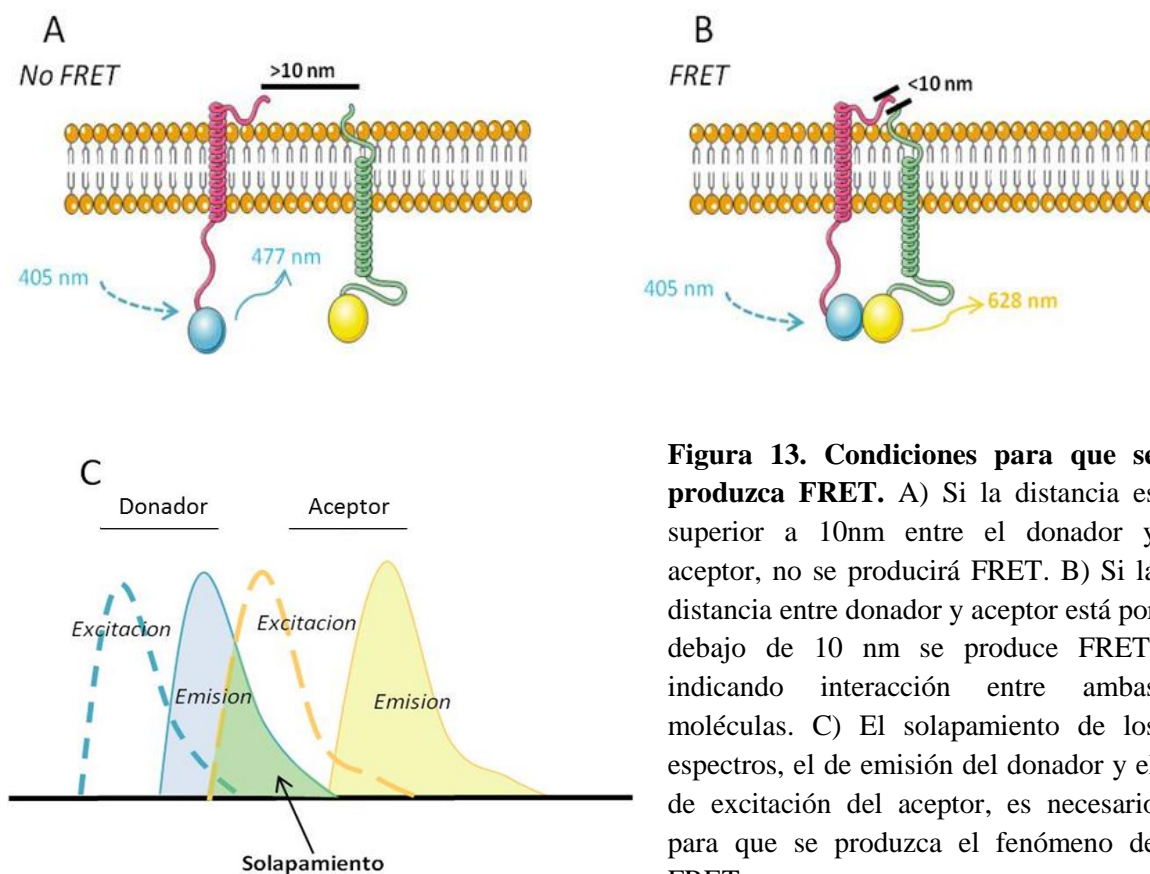 A
No FRET
>10 nm
405 nm
477 nm
B
FRET
<10 nm
405 nm
628 nm
C
Donador
Aceptor
Excitacion
Excitacion
Emision
Emision
Solapamiento
Figura 13. Condiciones para que se
produzca FRET. A) Si la distancia es
superior a 10nm entre el donador y
aceptor, no se producirá FRET. B) Si la
distancia entre donador y aceptor está por
debajo de 10 nm se produce FRET
indicando interacción entre ambas
moléculas. C) El solapamiento de los
espectros, el de emisión del donador y el
de excitación del aceptor, es necesario
para que se produzca el fenómeno de